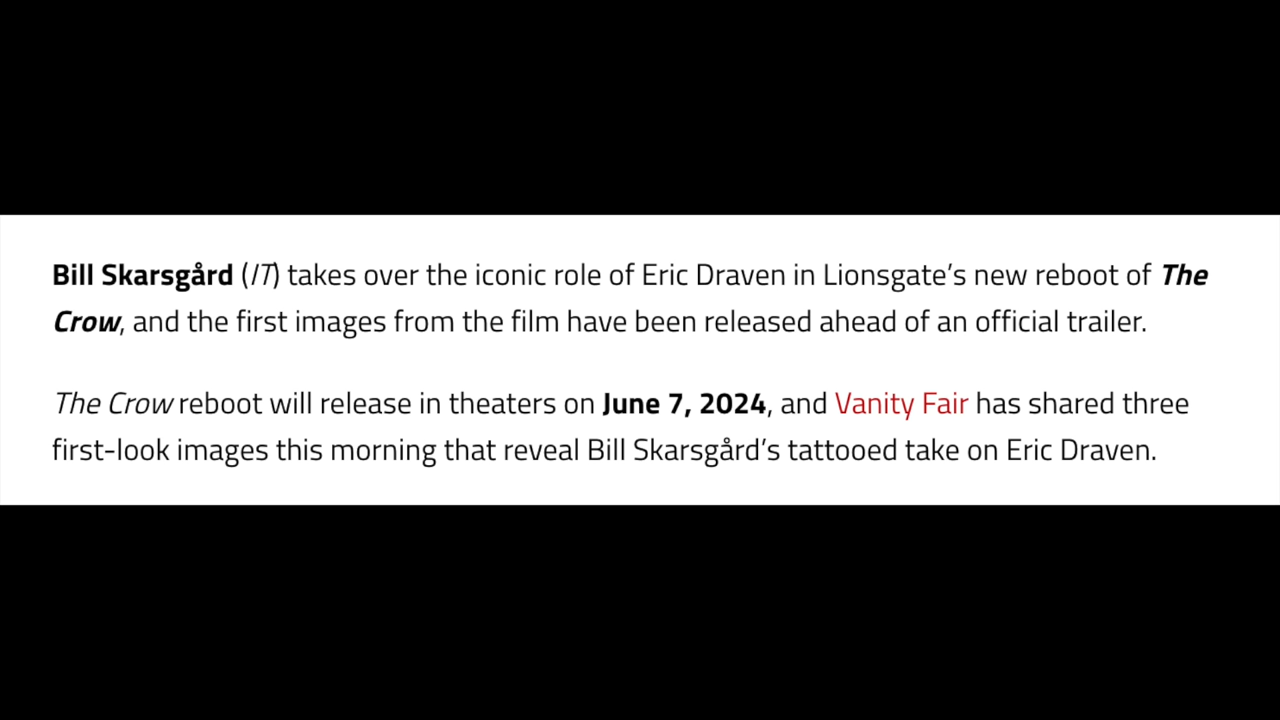 Bill Skarsgård (IT) takes over the iconic role of Eric Draven in Lionsgate’s new reboot of The
Crow, and the first images from the film have been released ahead of an official trailer.
The Crow reboot will release in theaters on June 7, 2024, and Vanity Fair has shared three
first-look images this morning that reveal Bill Skarsgård’s tattooed take on Eric Draven.